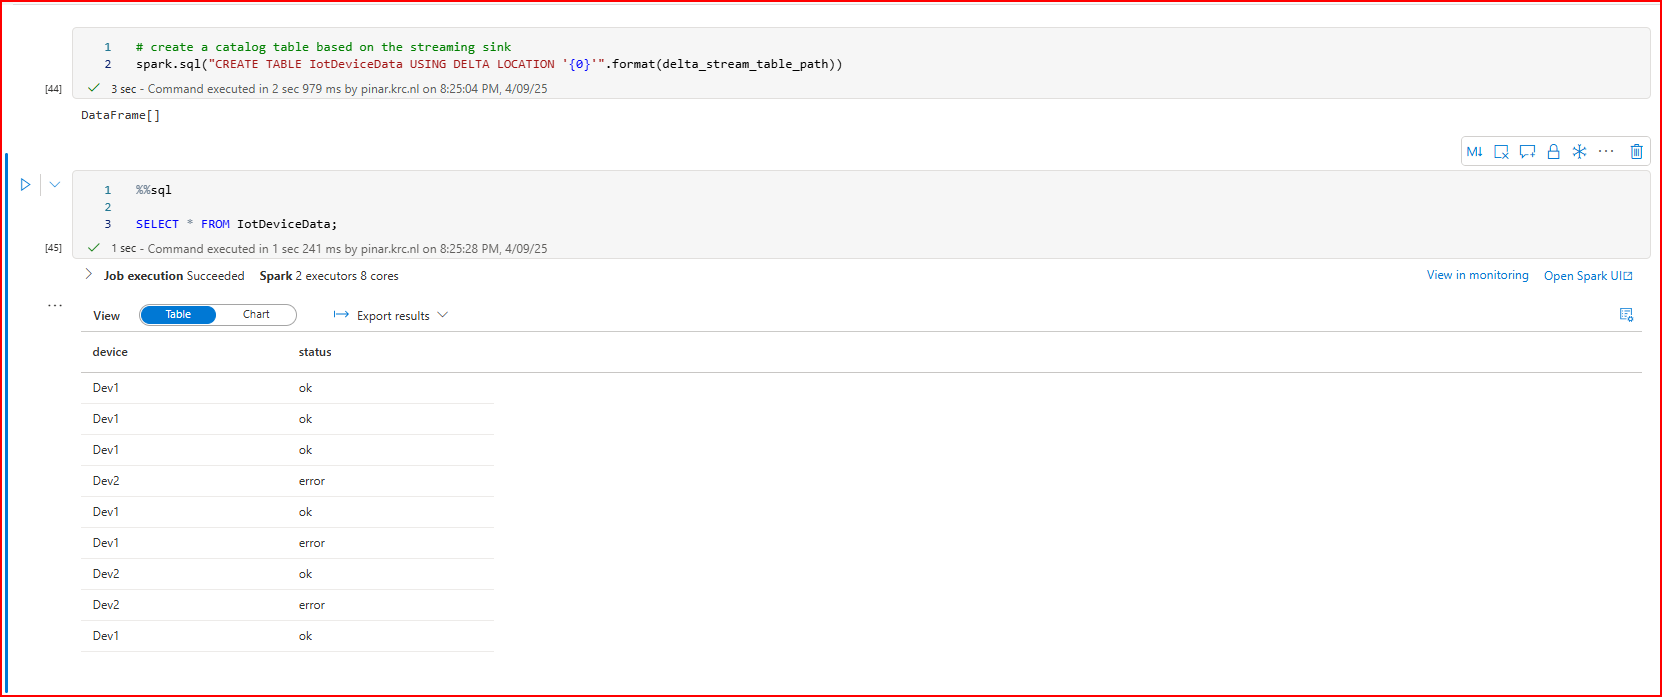 1 # create a catalog table based on the streaming sink
2 spark.sql("CREATE TABLE IotDeviceData USING DELTA LOCATION '{0}'".format(delta_stream_table_path))
[44] 3 sec - Command executed in 2 sec 979 ms by pinar.krc.nl on 8:25:04 PM, 4/09/25
DataFrame[]
M↓ ...
1 %%sql
2
3 SELECT * FROM IotDeviceData;
[45] 1 sec - Command executed in 1 sec 241 ms by pinar.krc.nl on 8:25:28 PM, 4/09/25
Job execution Succeeded Spark 2 executors 8 cores View in monitoring Open Spark UI
...
View Table Chart Export results
device status
Dev1 ok
Dev1 ok
Dev1 ok
Dev2 error
Dev1 ok
Dev1 error
Dev2 ok
Dev2 error
Dev1 ok